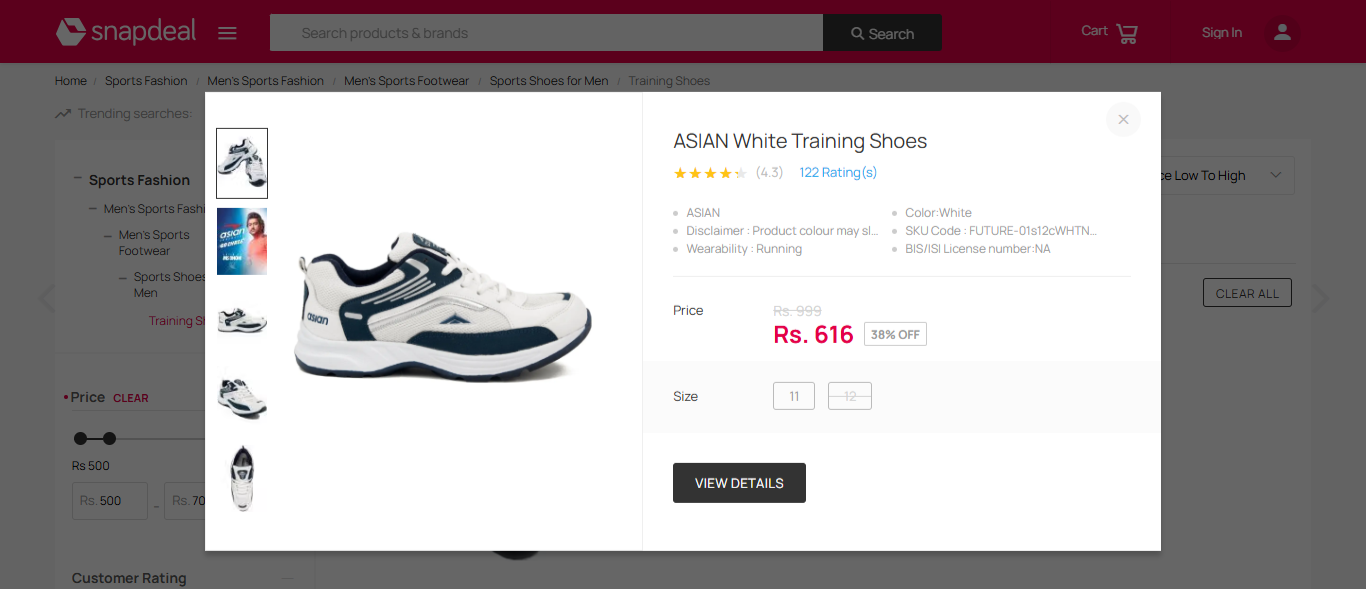 snapdeal
Search products & brands
Search
Cart
Sign In
Home / Sports Fashion / Men's Sports Fashion / Men's Sports Footwear / Sports Shoes for Men / Training Shoes
Trending searches:
Sports Fashion
Men's Sports Fashi
Men's Sports
Footwear
Sports Shoes
Men
Training Sh
Price CLEAR
Rs 500
Rs. 500 - Rs. 70
Customer Rating
asian
asian
ASIAN White Training Shoes
(4.3) 122 Rating(s)
ASIAN
Color:White
Disclaimer : Product colour may sl...
SKU Code : FUTURE-01s12cWHTN...
Wearability : Running
BIS/ISI License number:NA
Price
Rs. 999
Rs. 616 38% OFF
Size 11 12
VIEW DETAILS
ce Low To High
CLEAR ALL